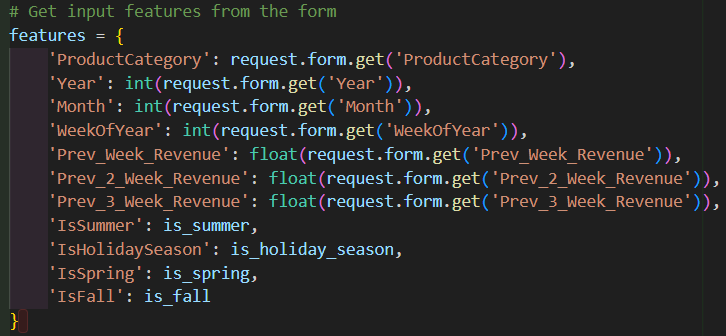 # Get input features from the form
features = {
    'ProductCategory': request.form.get('ProductCategory'),
    'Year': int(request.form.get('Year')),
    'Month': int(request.form.get('Month')),
    'WeekOfYear': int(request.form.get('WeekOfYear')),
    'Prev_Week_Revenue': float(request.form.get('Prev_Week_Revenue')),
    'Prev_2_Week_Revenue': float(request.form.get('Prev_2_Week_Revenue')),
    'Prev_3_Week_Revenue': float(request.form.get('Prev_3_Week_Revenue')),
    'IsSummer': is_summer,
    'IsHolidaySeason': is_holiday_season,
    'IsSpring': is_spring,
    'IsFall': is_fall
}